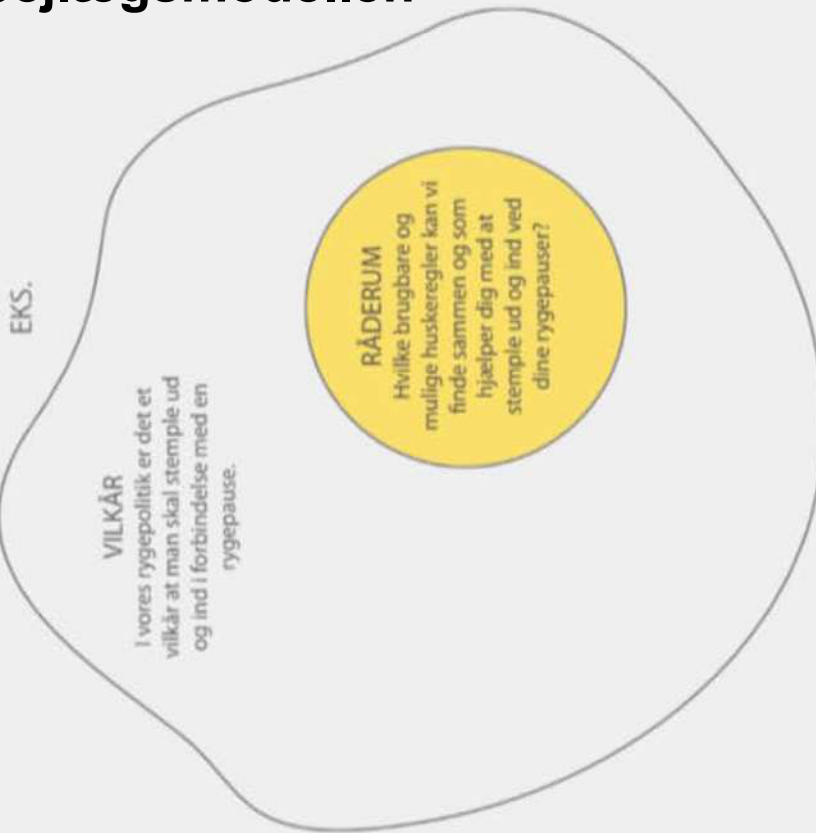 EKS.
VILKÅR
I vores rygepolitik er det et
vilkår at man skal stemple ud
og ind i forbindelse med en
rygepause.
RÅDERUM
Hvilke brugbare og
mulige huskeregler kan vi
finde sammen og som
hjælper dig med at
stemple ud og ind ved
dine rygepauser?